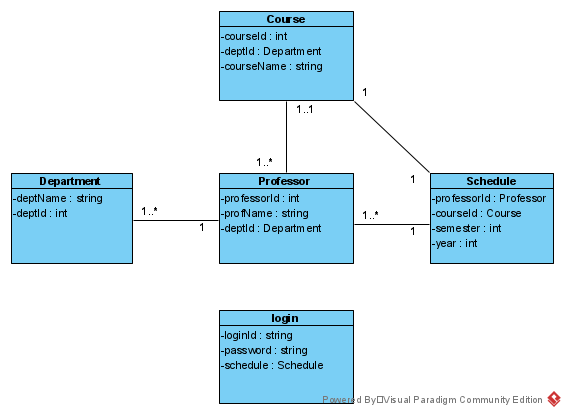 Course
-courseId : int
-deptId : Department
-courseName : string
1..1
1
1..*
1
Department
-deptName : string
-deptId : int
1..*
1
Professor
-professorId : int
-profName : string
-deptId : Department
1..*
1
Schedule
-professorId : Professor
-courseId : Course
-semester : int
-year : int
login
-loginId : string
-password : string
-schedule : Schedule
Powered By Visual Paradigm Community Edition